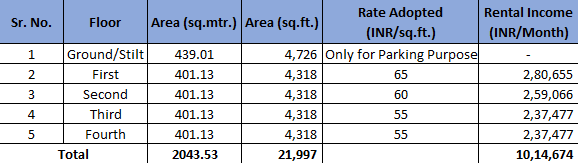 Sr. No. Floor Area (sq.mtr.) Area (sq.ft.) Rate Adopted (INR/sq.ft.) Rental Income (INR/Month)
1 Ground/Stilt 439.01 4,726 Only for Parking Purpose -
2 First 401.13 4,318 65 2,80,655
3 Second 401.13 4,318 60 2,59,066
4 Third 401.13 4,318 55 2,37,477
5 Fourth 401.13 4,318 55 2,37,477
Total 2043.53 21,997 10,14,674